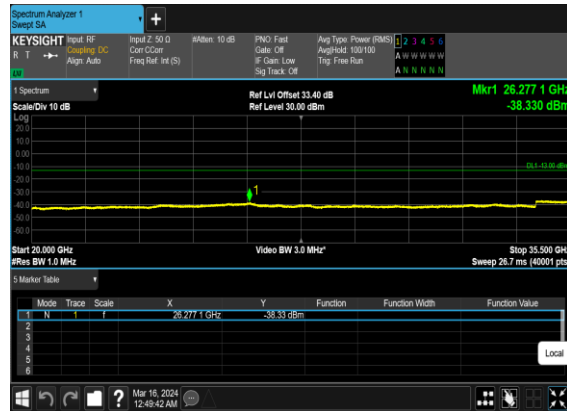 Spectrum Analyzer 1
Swept SA
+
KEYSIGHT Input: RF Input Z: 50 Ω #Atten: 10 dB PNO: Fast Avg Type: Power (RMS) 1 2 3 4 5 6
R T Coupling: DC Corr CCorr Gate: Off Avg|Hold: 100/100 A W W W W W
Align: Auto Freq Ref: Int (S) IF Gain: Low Trig: Free Run
Sig Track: Off A N N N N N
1 Spectrum Ref Lvl Offset 33.40 dB Mkr1 26.277 1 GHz
Scale/Div 10 dB Ref Level 30.00 dBm -38.330 dBm
Log
20.0
10.0
0.00
-10.0
DL1 -13.00 dBm
-20.0
-30.0
1
-40.0
-50.0
-60.0
Start 20.000 GHz Video BW 3.0 MHz* Stop 35.500 GHz
#Res BW 1.0 MHz Sweep 26.7 ms (40001 pts)
5 Marker Table
Mode Trace Scale X Y Function Function Width Function Value
1 N 1 f 26.277 1 GHz -38.33 dBm
2
3
4
5
6
Local
? Mar 16, 2024
12:49:42 AM